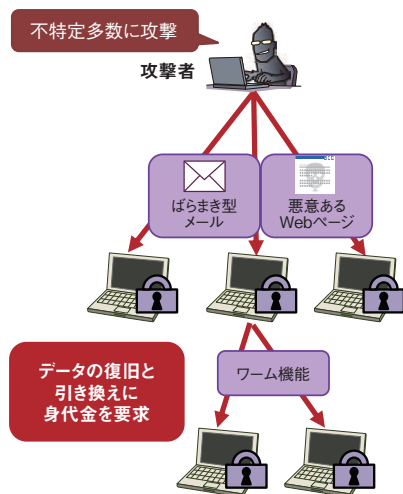 不特定多数に攻撃
攻撃者
ばらまき型
メール
悪意ある
Webページ
データの復旧と
引き換えに
身代金を要求
ワーム機能